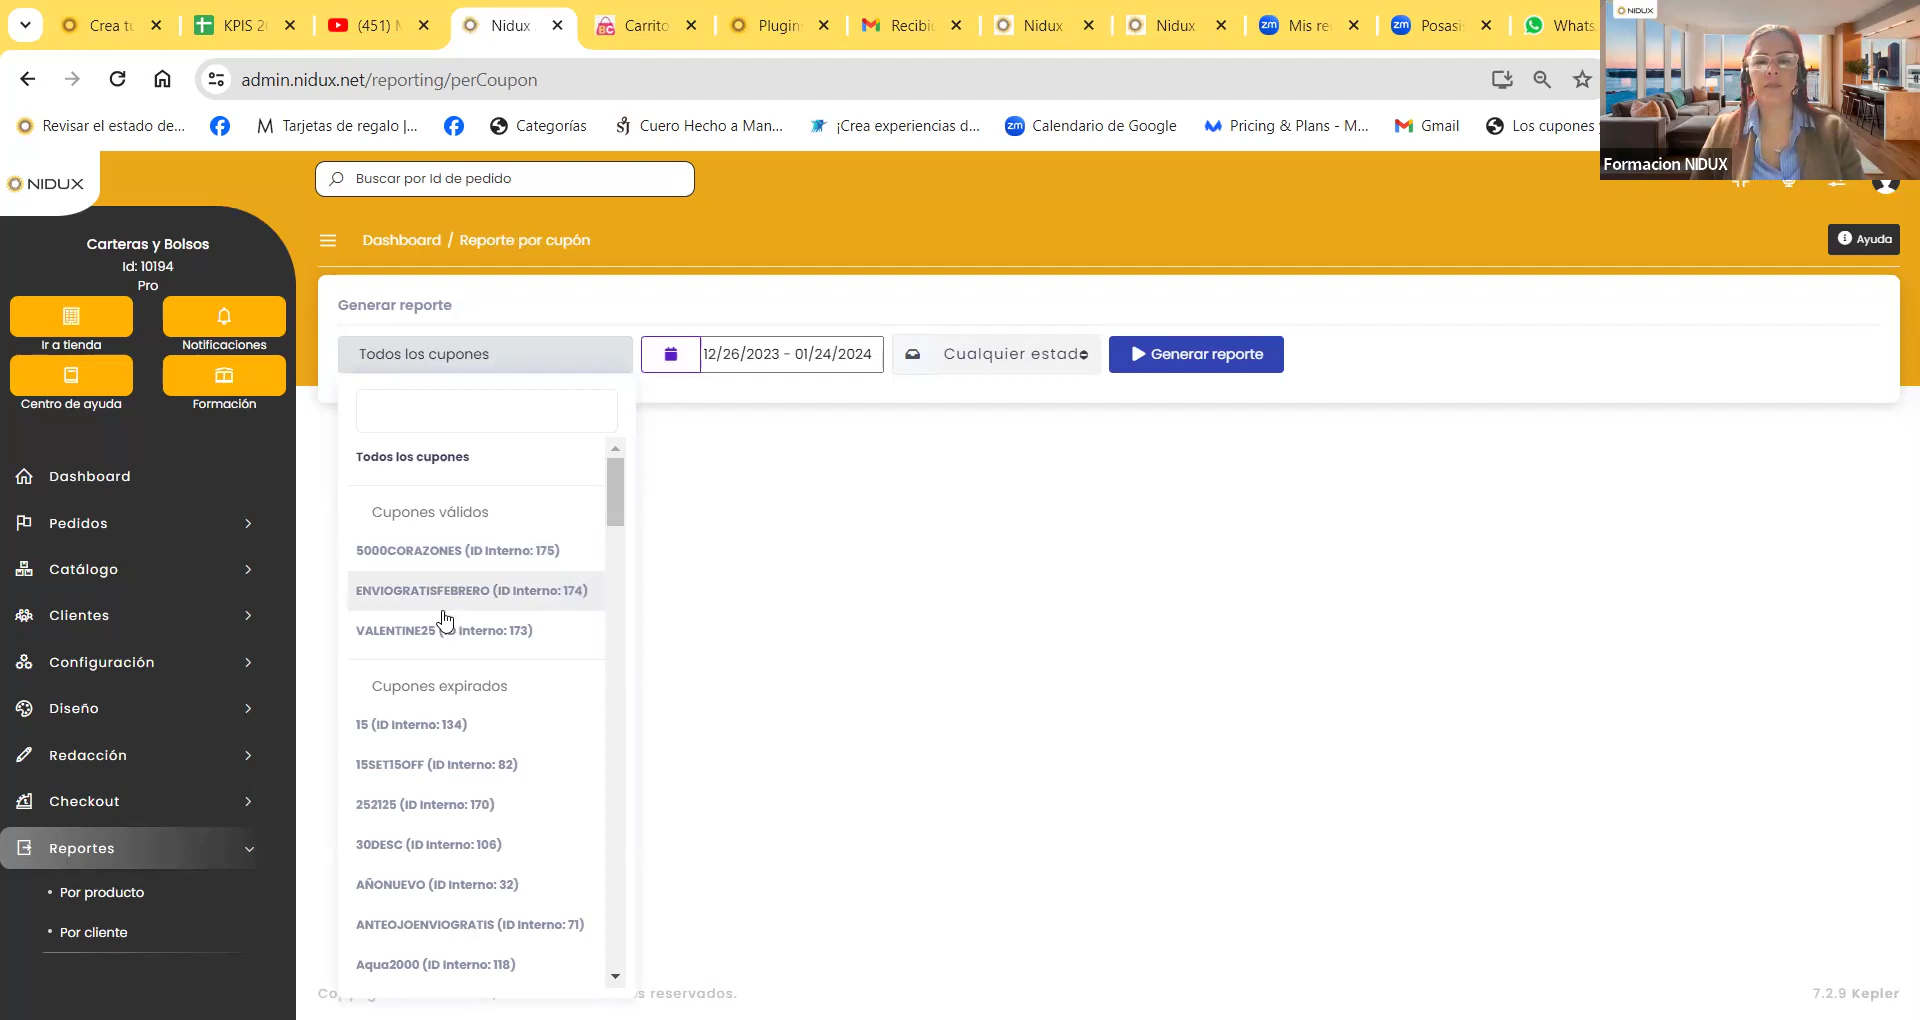 Crea tu
KPIS 2
(451)
Nidux
Carrito
Plugin
Recibi
Nidux
Nidux
Mis re
Posas
Whats
admin.nidux.net/reporting/perCoupon
Revisar el estado de...
Tarjetas de regalo |...
Categorías
Cuero Hecho a Man...
¡Crea experiencias d...
Calendario de Google
Pricing & Plans - M...
Gmail
Los cupones
NIDUX
Formacion NIDUX
NIDUX
Buscar por Id de pedido
Carteras y Bolsos
Id: 10194
Pro
Ir a tienda
Notificaciones
Centro de ayuda
Formación
Dashboard
Pedidos
Catálogo
Clientes
Configuración
Diseño
Redacción
Checkout
Reportes
• Por producto
• Por cliente
Dashboard / Reporte por cupón
Ayuda
Generar reporte
Todos los cupones
12/26/2023 - 01/24/2024
Cualquier estado
Generar reporte
Todos los cupones
Cupones válidos
5000CORAZONES (ID Interno: 175)
ENVIOGRATISFEBRERO (ID Interno: 174)
VALENTINE25 Interno: 173)
Cupones expirados
15 (ID Interno: 134)
15SET15OFF (ID Interno: 82)
252125 (ID Interno: 170)
30DESC (ID Interno: 106)
AÑONUEVO (ID Interno: 32)
ANTEOJOENVIOGRATIS (ID Interno: 71)
Aqua2000 (ID Interno: 118)
reservados.
7.2.9 Kepler